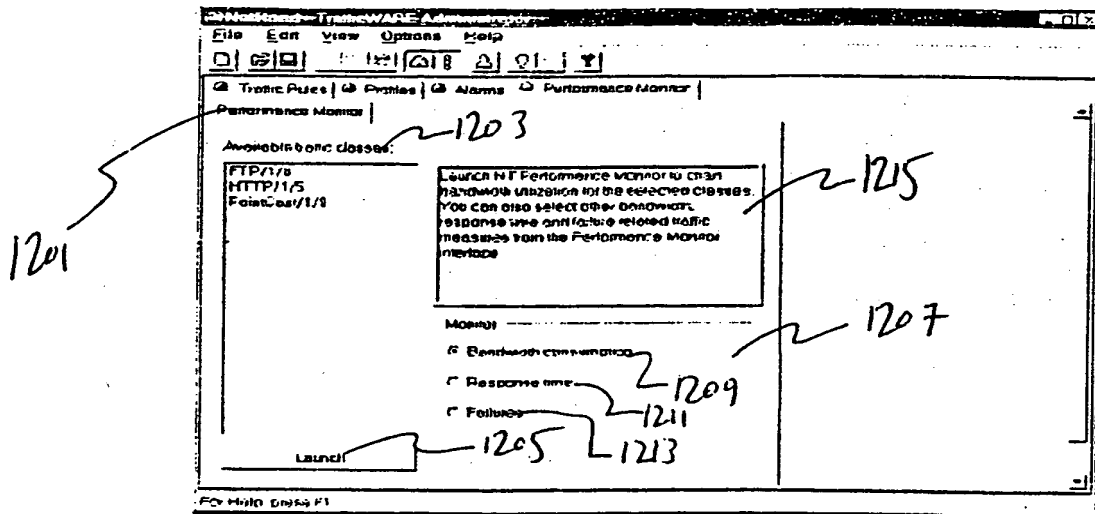 TrafficWARE Administrator
File Edit View Options Help
Traffic Rules Profiles Alarms Performance Monitor
Performance Monitor
1203
Available traffic classes:
FTP/1/8
HTTP/1/5
PointCast/1/8
Launch NT Performance Monitor to chart
bandwidth utilization for the selected classes.
You can also select other bandwidth,
response time and failure related traffic
measures from the Performance Monitor
interface
1215
1201
Monitor
1207
Bandwidth consumption
1209
Response time
1211
Failures
1213
Launch
1205
For Help, press F1